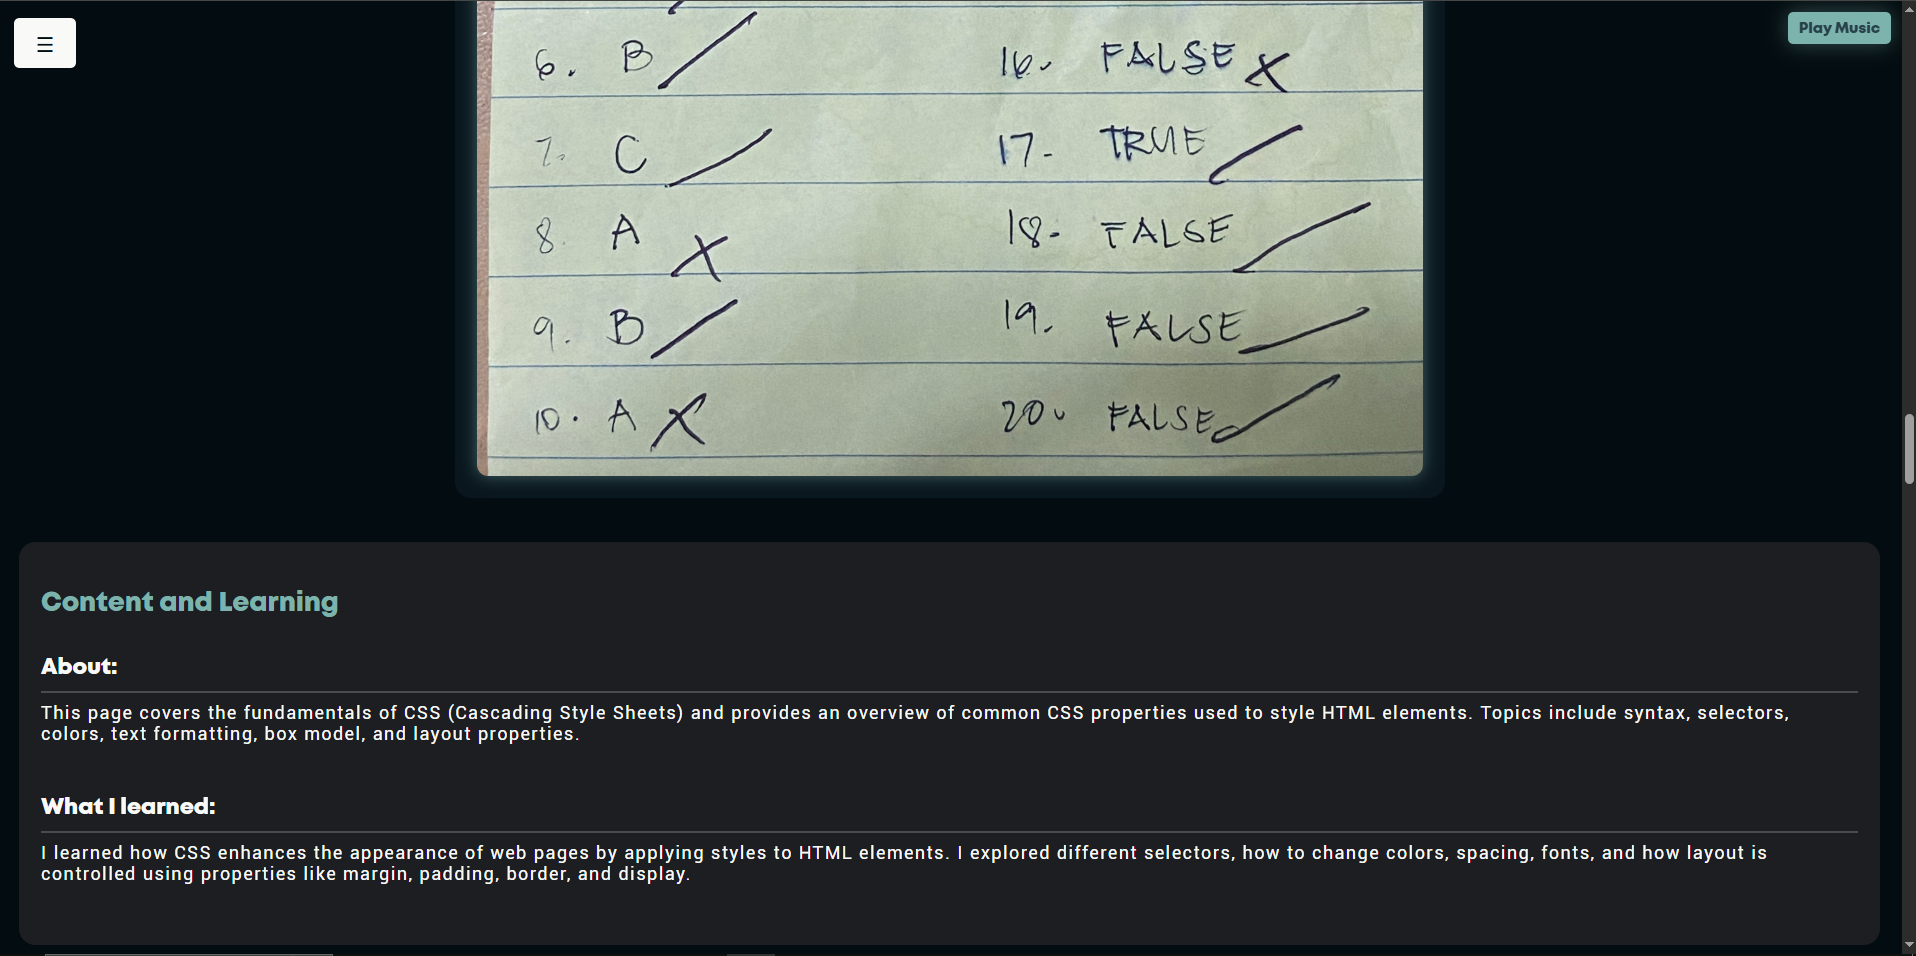 ☰
Play Music
6. B
7. C
8. A
9. B
10. A
16. FALSE
17. TRUE
18. FALSE
19. FALSE
20. FALSE
Content and Learning
About:
This page covers the fundamentals of CSS (Cascading Style Sheets) and provides an overview of common CSS properties used to style HTML elements. Topics include syntax, selectors,
colors, text formatting, box model, and layout properties.
What I learned:
I learned how CSS enhances the appearance of web pages by applying styles to HTML elements. I explored different selectors, how to change colors, spacing, fonts, and how layout is
controlled using properties like margin, padding, border, and display.